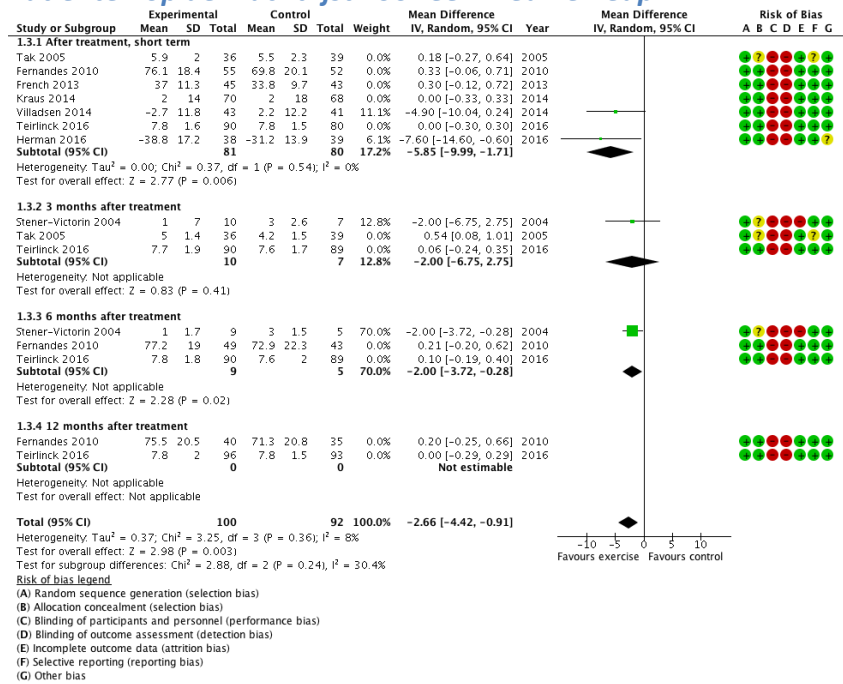 Experimental Control Mean Difference Mean Difference Risk of Bias
Study or Subgroup Mean SD Total Mean SD Total Weight IV, Random, 95% CI Year IV, Random, 95% CI A B C D E F G
1.3.1 After treatment, short term
Tak 2005 5.9 2 36 5.5 2.3 39 0.0% 0.18 [-0.27, 0.64] 2005 + ? − − + ? +
Fernandes 2010 76.1 18.4 55 69.8 20.1 52 0.0% 0.33 [-0.06, 0.71] 2010 + + − − + + +
French 2013 37 11.3 45 33.8 9.7 43 0.0% 0.30 [-0.12, 0.72] 2013 + + − − + + +
Kraus 2014 2 14 70 2 18 68 0.0% 0.00 [-0.33, 0.33] 2014 + + − − + + +
Villadsen 2014 -2.7 11.8 43 2.2 12.2 41 11.1% -4.90 [-10.04, 0.24] 2014 + + − − + + +
Teirlinck 2016 7.8 1.6 90 7.8 1.5 80 0.0% 0.00 [-0.30, 0.30] 2016 + + − − + + +
Herman 2016 -38.8 17.2 38 -31.2 13.9 39 6.1% -7.60 [-14.60, -0.60] 2016 + + − − + + ?
Subtotal (95% CI) 81 80 17.2% -5.85 [-9.99, -1.71]
Heterogeneity: Tau² = 0.00; Chi² = 0.37, df = 1 (P = 0.54); I² = 0%
Test for overall effect: Z = 2.77 (P = 0.006)
1.3.2 3 months after treatment
Stener-Victorin 2004 1 7 10 3 2.6 7 12.8% -2.00 [-6.75, 2.75] 2004 + ? − − − + +
Tak 2005 5 1.4 36 4.2 1.5 39 0.0% 0.54 [0.08, 1.01] 2005 + ? − − + ? +
Teirlinck 2016 7.7 1.9 90 7.6 1.7 89 0.0% 0.06 [-0.24, 0.35] 2016 + + − − + + +
Subtotal (95% CI) 10 7 12.8% -2.00 [-6.75, 2.75]
Heterogeneity: Not applicable
Test for overall effect: Z = 0.83 (P = 0.41)
1.3.3 6 months after treatment
Stener-Victorin 2004 1 1.7 9 3 1.5 5 70.0% -2.00 [-3.72, -0.28] 2004 + ? − − − + +
Fernandes 2010 77.2 19 49 72.9 22.3 43 0.0% 0.21 [-0.20, 0.62] 2010 + + − − + + +
Teirlinck 2016 7.8 1.8 90 7.6 2 89 0.0% 0.10 [-0.19, 0.40] 2016 + + − − + + +
Subtotal (95% CI) 9 5 70.0% -2.00 [-3.72, -0.28]
Heterogeneity: Not applicable
Test for overall effect: Z = 2.28 (P = 0.02)
1.3.4 12 months after treatment
Fernandes 2010 75.5 20.5 40 71.3 20.8 35 0.0% 0.20 [-0.25, 0.66] 2010 + + − − + + +
Teirlinck 2016 7.8 2 96 7.8 1.5 93 0.0% 0.00 [-0.29, 0.29] 2016 + + − − + + +
Subtotal (95% CI) 0 0 Not estimable
Heterogeneity: Not applicable
Test for overall effect: Not applicable
Total (95% CI) 100 92 100.0% -2.66 [-4.42, -0.91]
Heterogeneity: Tau² = 0.37; Chi² = 3.25, df = 3 (P = 0.36); I² = 8%
Test for overall effect: Z = 2.98 (P = 0.003)
Test for subgroup differences: Chi² = 2.88, df = 2 (P = 0.24), I² = 30.4%
-10 -5 0 5 10
Favours exercise Favours control
Risk of bias legend
(A) Random sequence generation (selection bias)
(B) Allocation concealment (selection bias)
(C) Blinding of participants and personnel (performance bias)
(D) Blinding of outcome assessment (detection bias)
(E) Incomplete outcome data (attrition bias)
(F) Selective reporting (reporting bias)
(G) Other bias